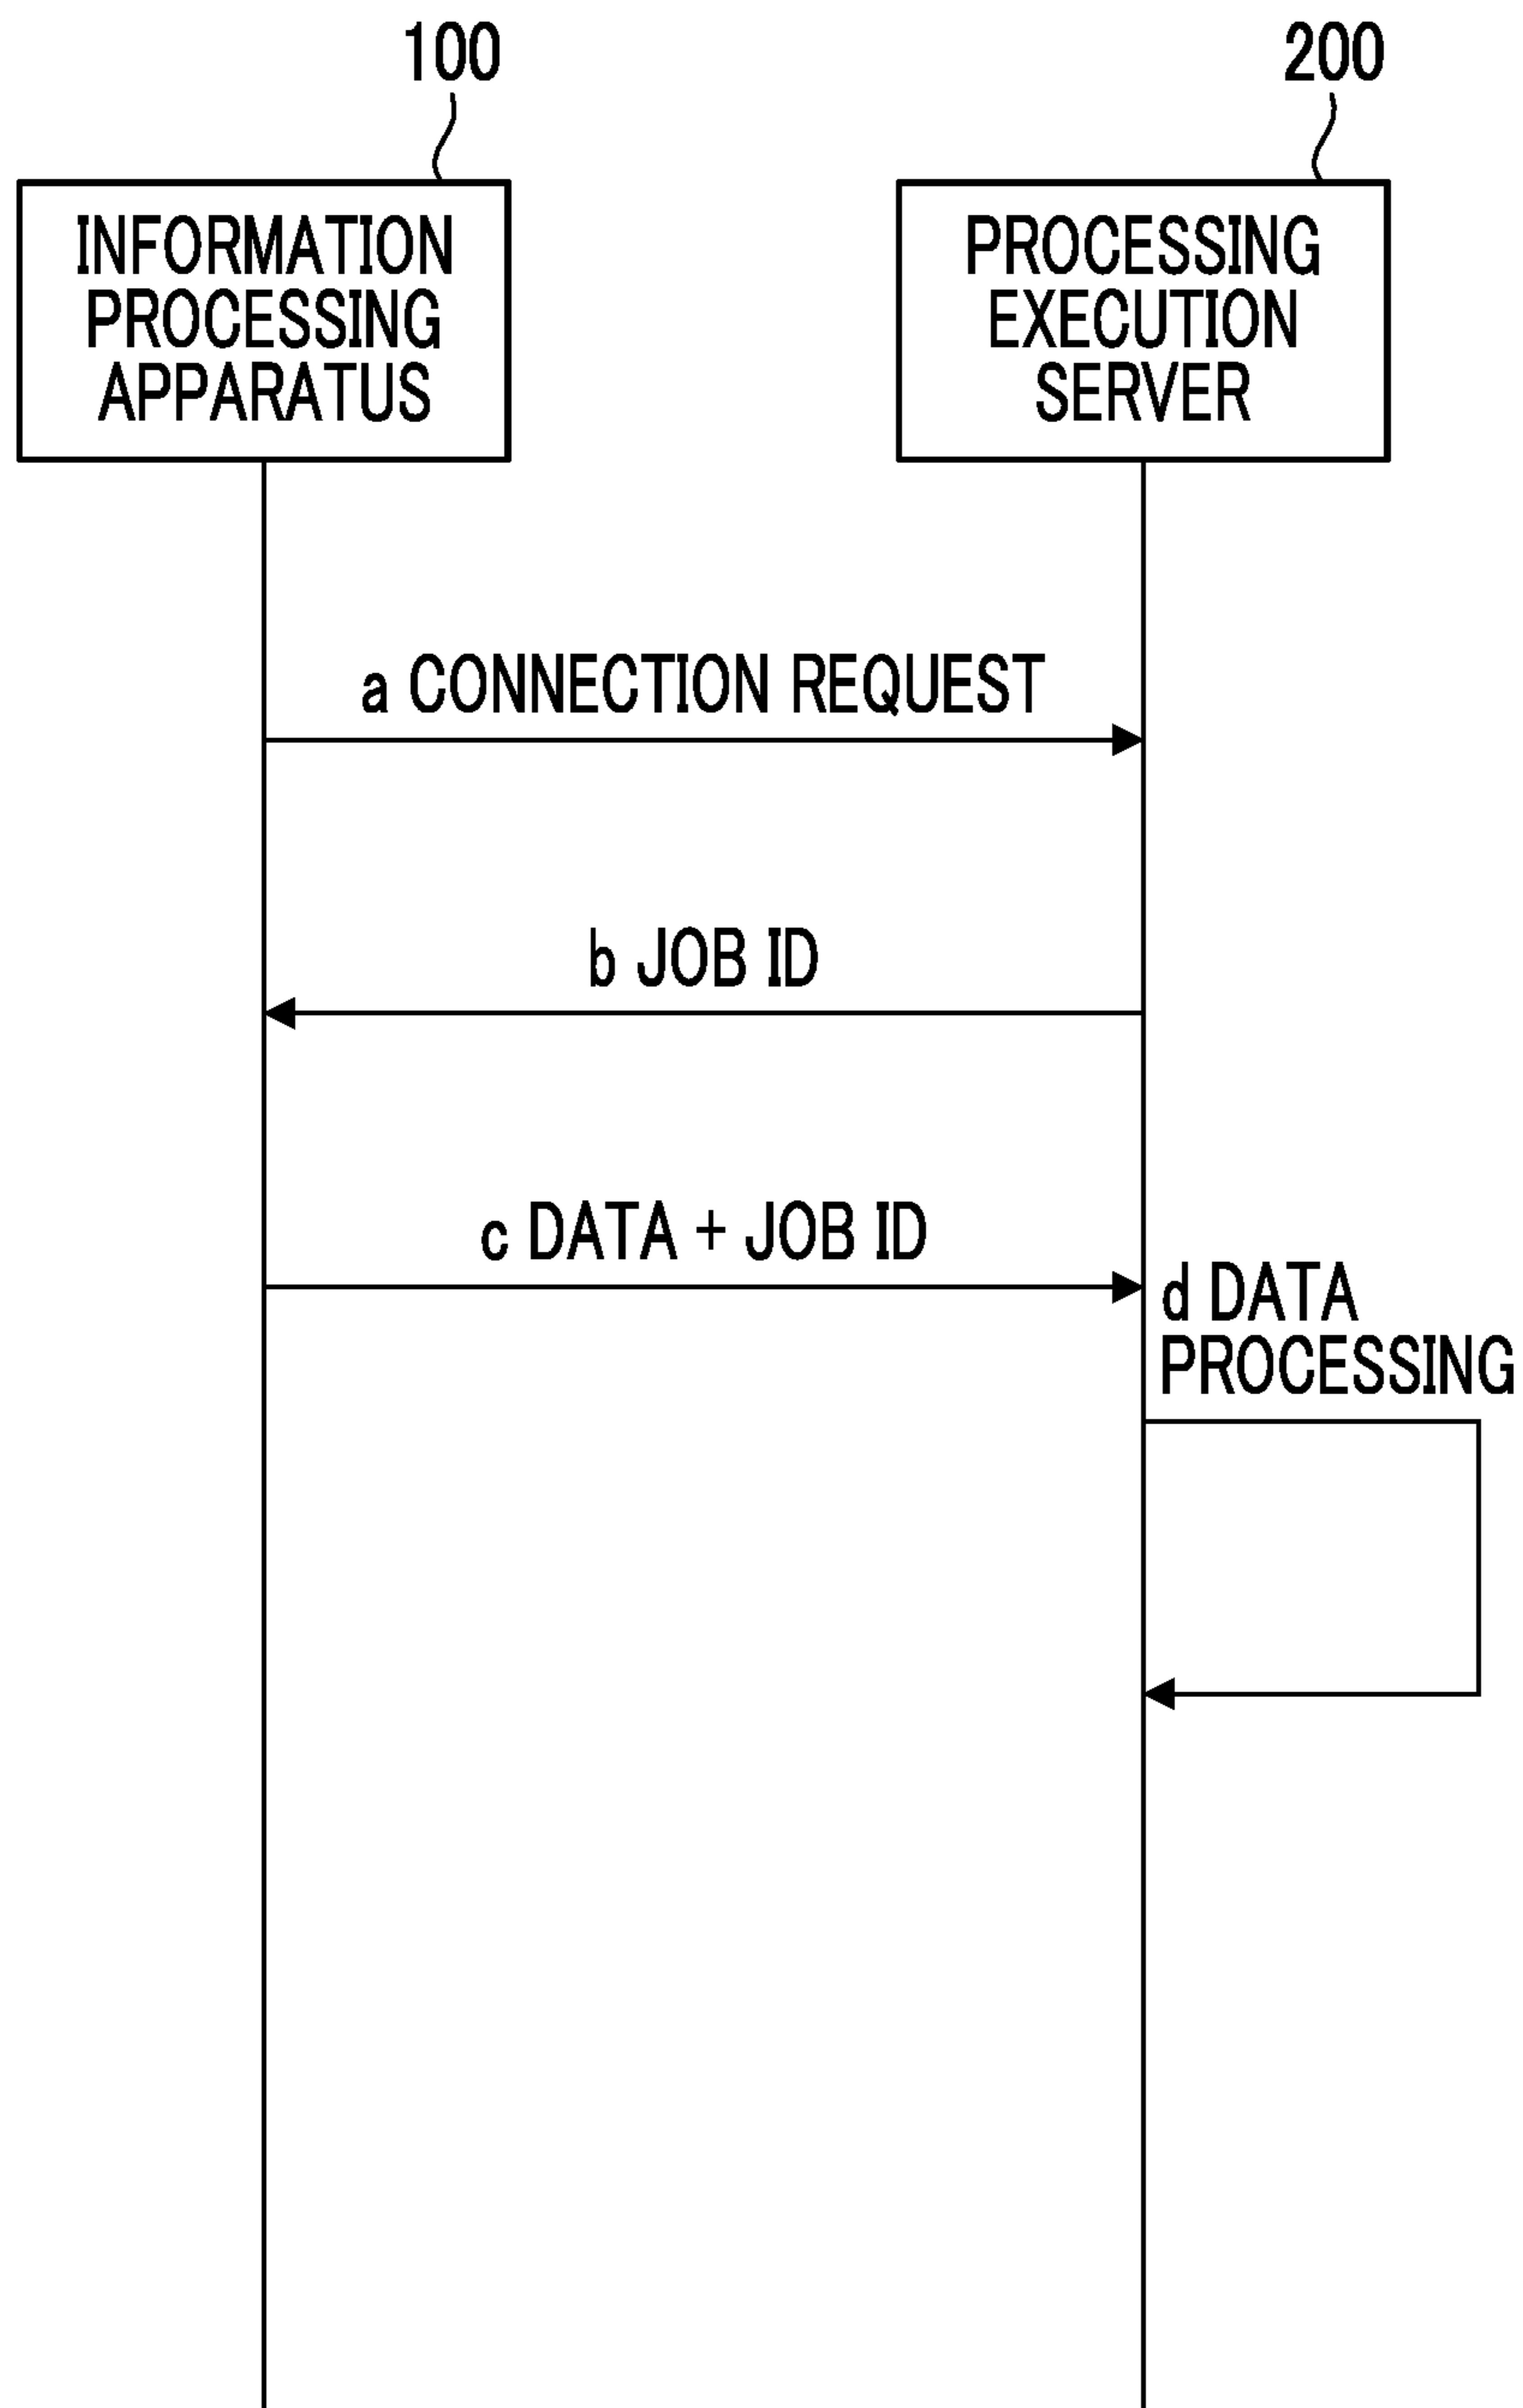 100
200
INFORMATION
PROCESSING
APPARATUS
PROCESSING
EXECUTION
SERVER
a CONNECTION REQUEST
b JOB ID
c DATA + JOB ID
d DATA
PROCESSING